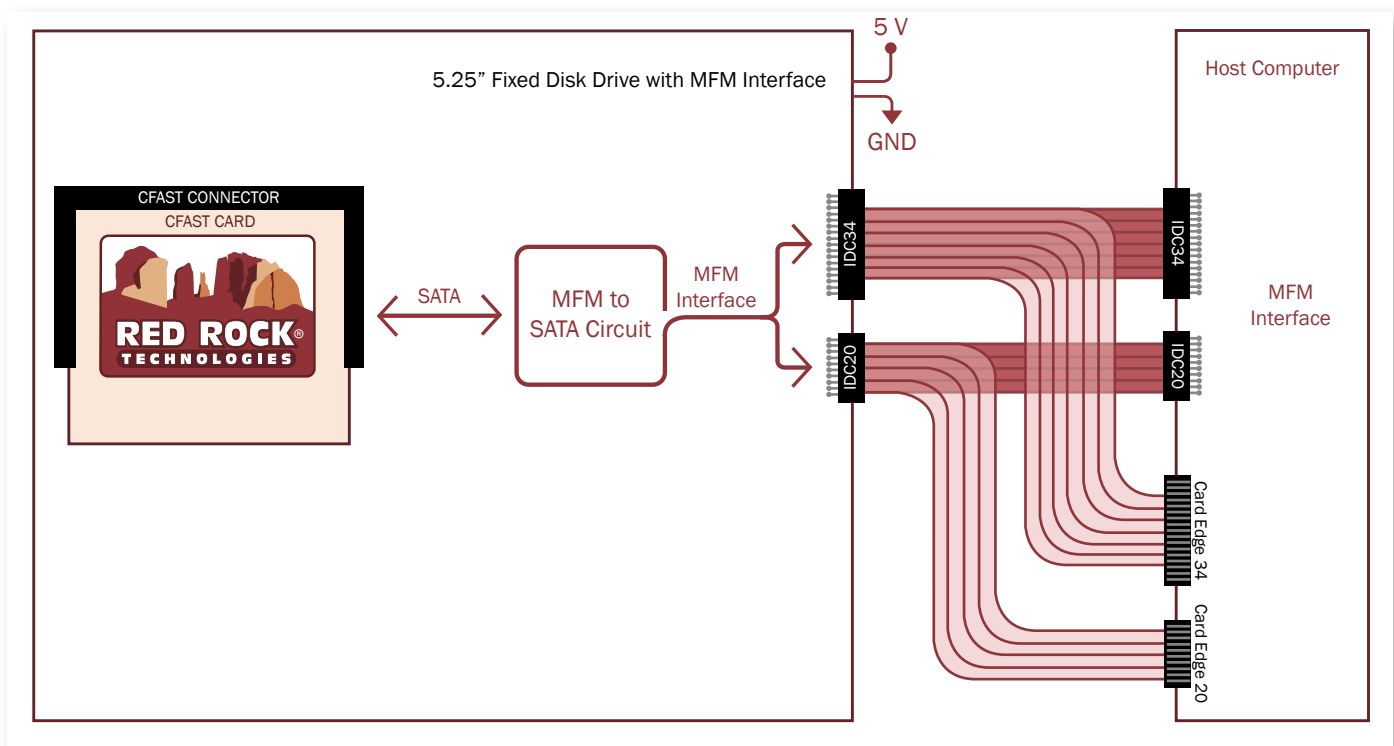 5 V
5.25” Fixed Disk Drive with MFM Interface
GND
Host Computer
CFAST CONNECTOR
CFAST CARD
RED ROCK®
TECHNOLOGIES
SATA
MFM to
SATA Circuit
MFM
Interface
IDC34
IDC20
IDC34
IDC20
MFM
Interface
Card Edge 34
Card Edge 20